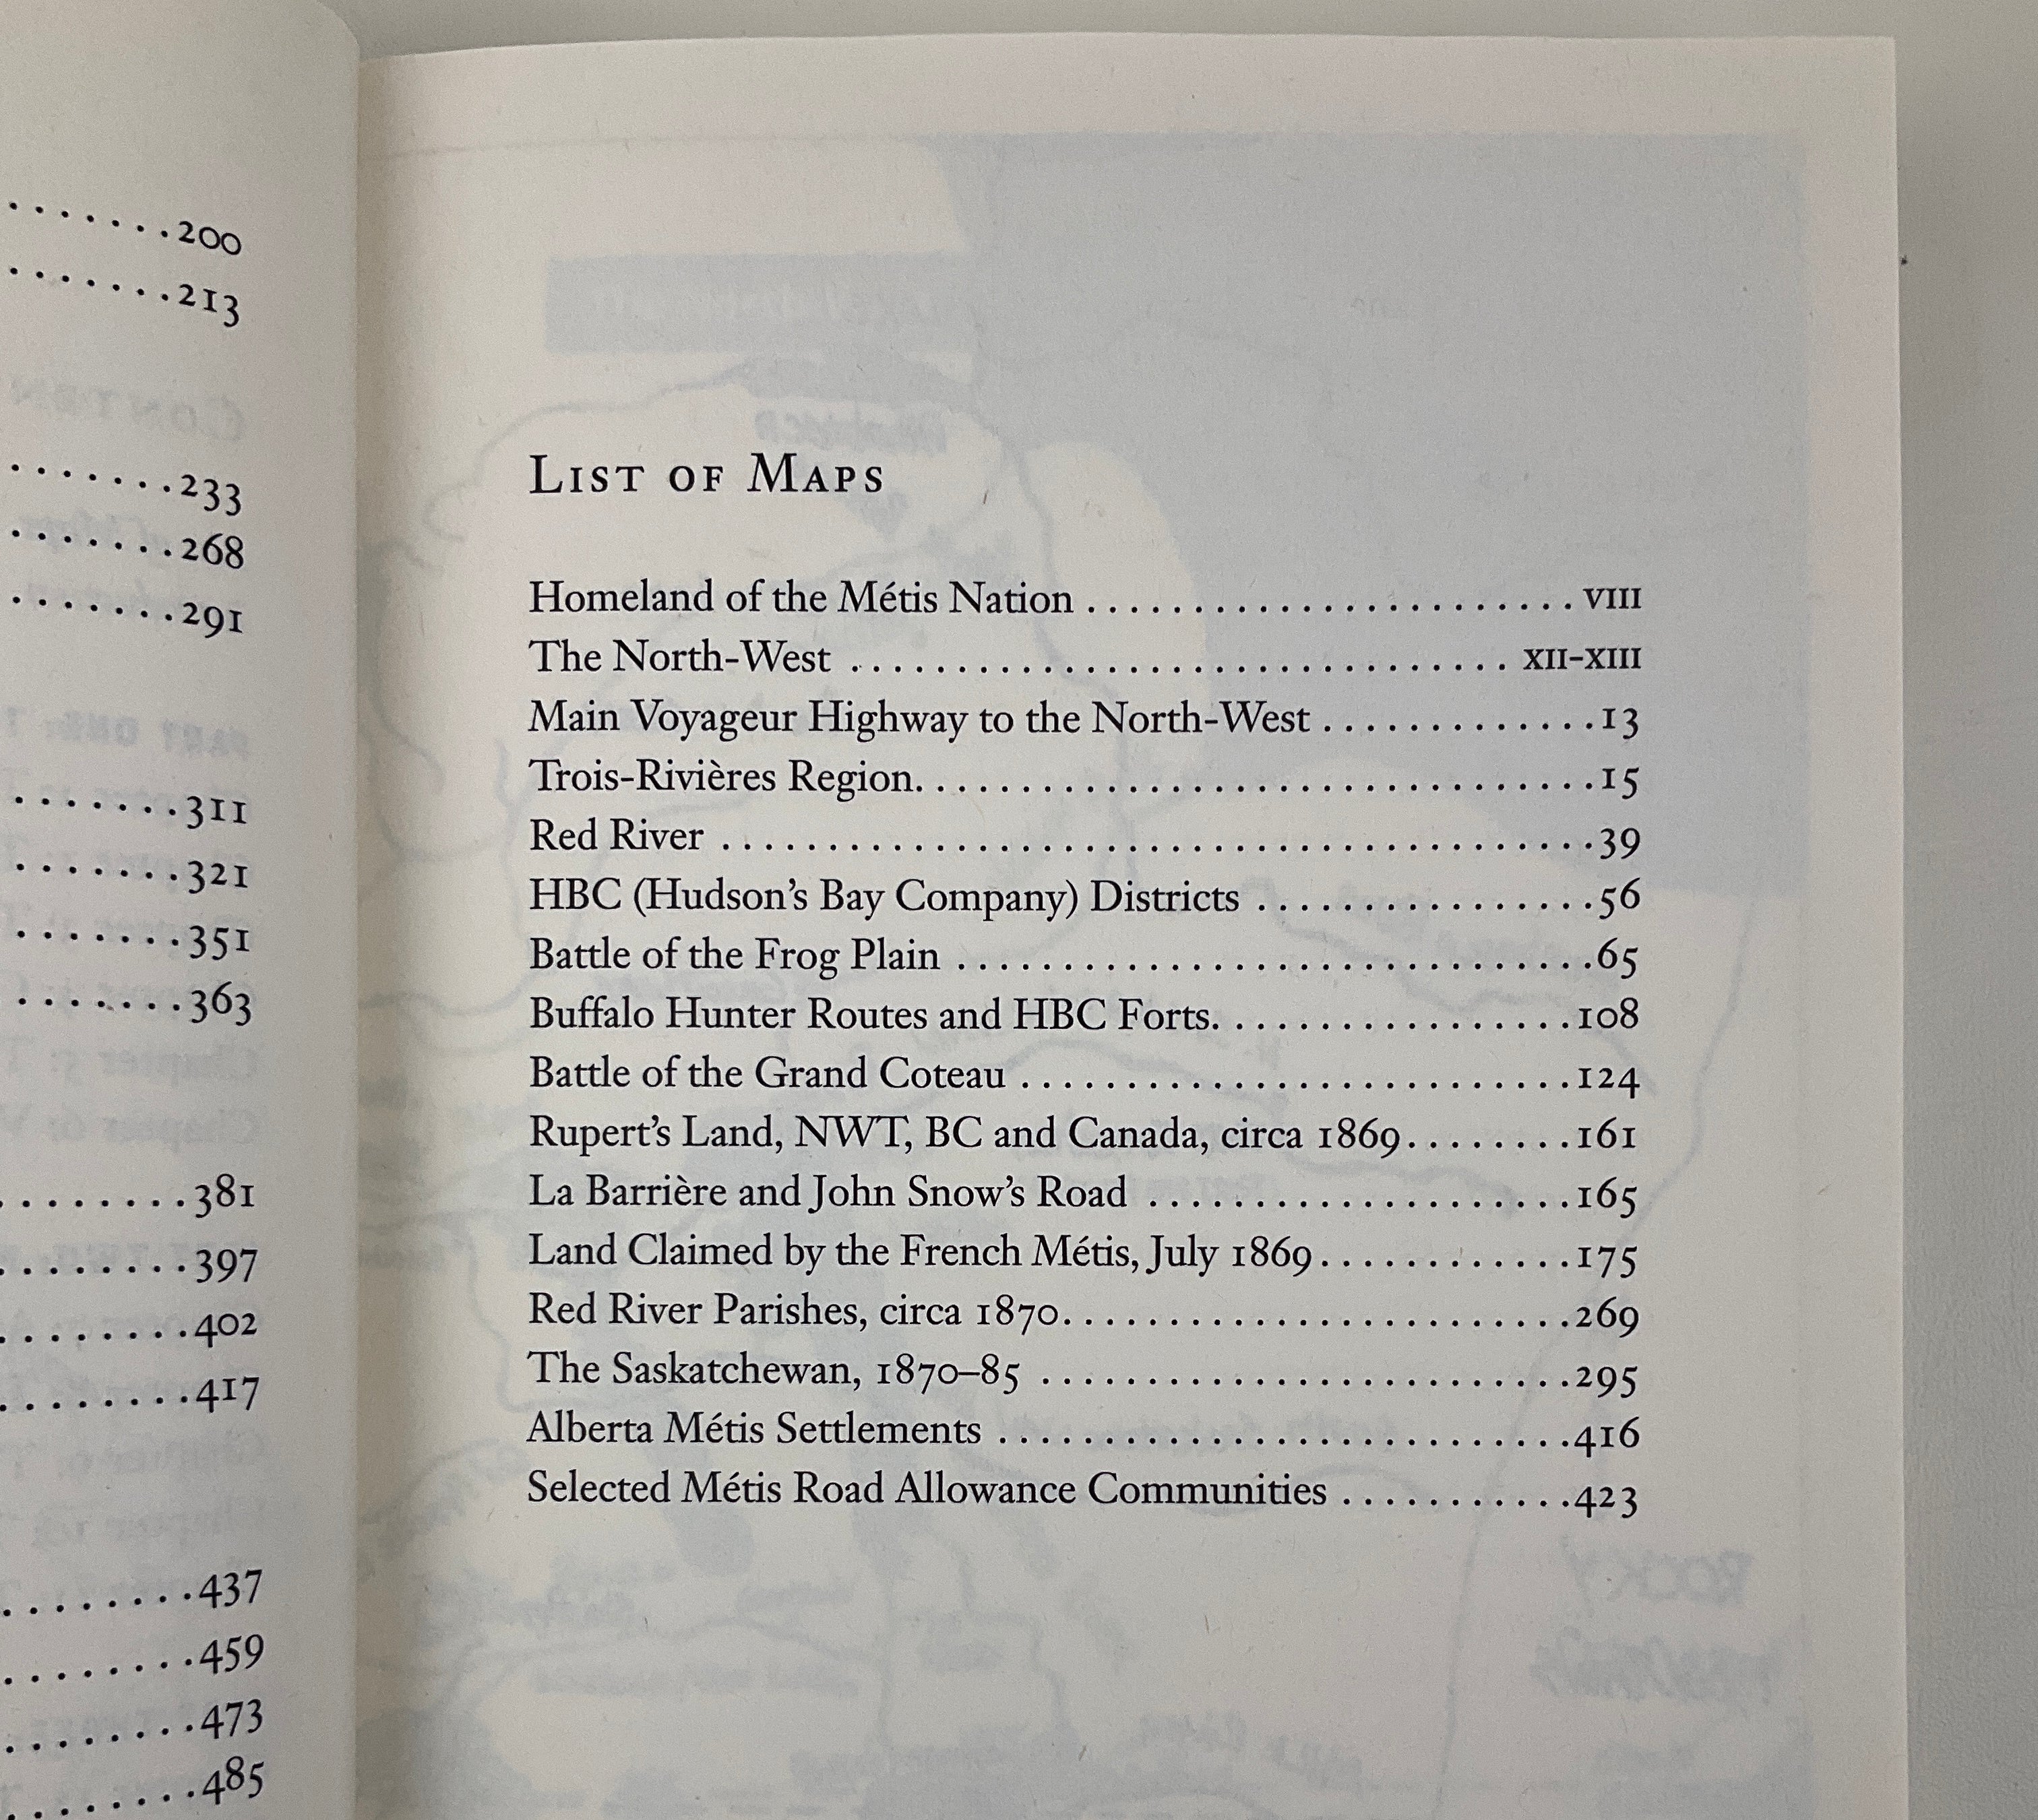 .......200
.......213
.......233
.......268
.......291
.......311
.......321
.......351
.......363
........381
........397
........402
........417
........437
........459
........473
........485
List of Maps
Homeland of the Métis Nation ........................ VIII
The North-West ................................ XII–XIII
Main Voyageur Highway to the North-West .............13
Trois-Rivières Region. ...............................15
Red River ..........................................39
HBC (Hudson's Bay Company) Districts ................56
Battle of the Frog Plain ..............................65
Buffalo Hunter Routes and HBC Forts. ................108
Battle of the Grand Coteau ..........................124
Rupert's Land, NWT, BC and Canada, circa 1869........161
La Barrière and John Snow's Road ....................165
Land Claimed by the French Métis, July 1869............175
Red River Parishes, circa 1870........................269
The Saskatchewan, 1870–85 .........................295
Alberta Métis Settlements ...........................416
Selected Métis Road Allowance Communities ...........423